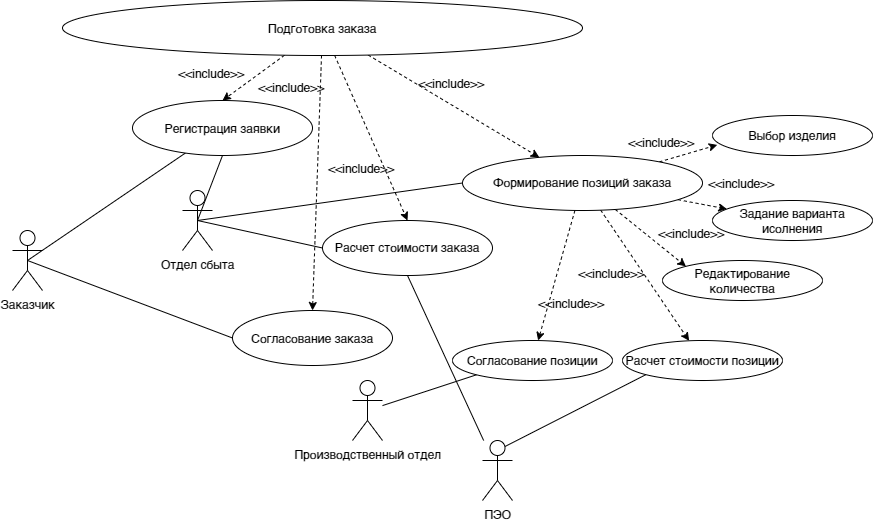 Подготовка заказа
<<include>>
<<include>>
<<include>>
Регистрация заявки
<<include>>
Выбор изделия
<<include>>
Формирование позиций заказа
<<include>>
Задание варианта
исолнения
<<include>>
Отдел сбыта
Расчет стоимости заказа
<<include>>
Редактирование
количества
Заказчик
<<include>>
Согласование заказа
Согласование позиции
Расчет стоимости позиции
Производственный отдел
ПЭО